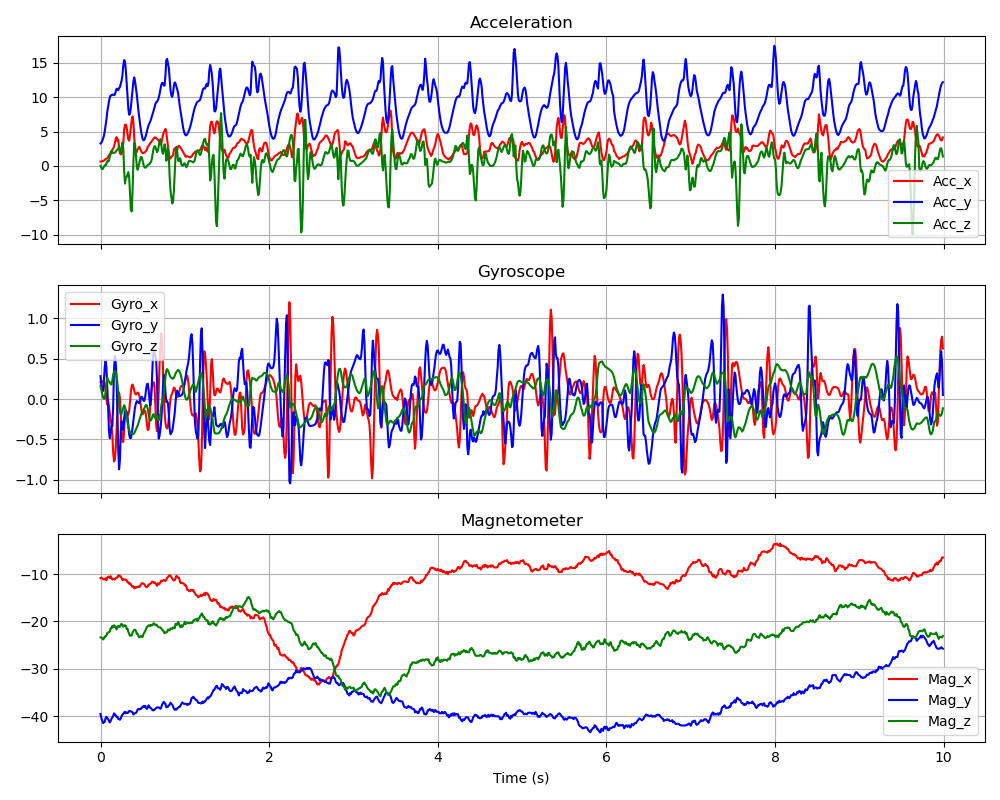 Acceleration
15
10
5
0
−5
−10
Acc_x
Acc_y
Acc_z
Gyroscope
1.0
0.5
0.0
−0.5
−1.0
Gyro_x
Gyro_y
Gyro_z
Magnetometer
−10
−20
−30
−40
Mag_x
Mag_y
Mag_z
0 2 4 6 8 10
Time (s)